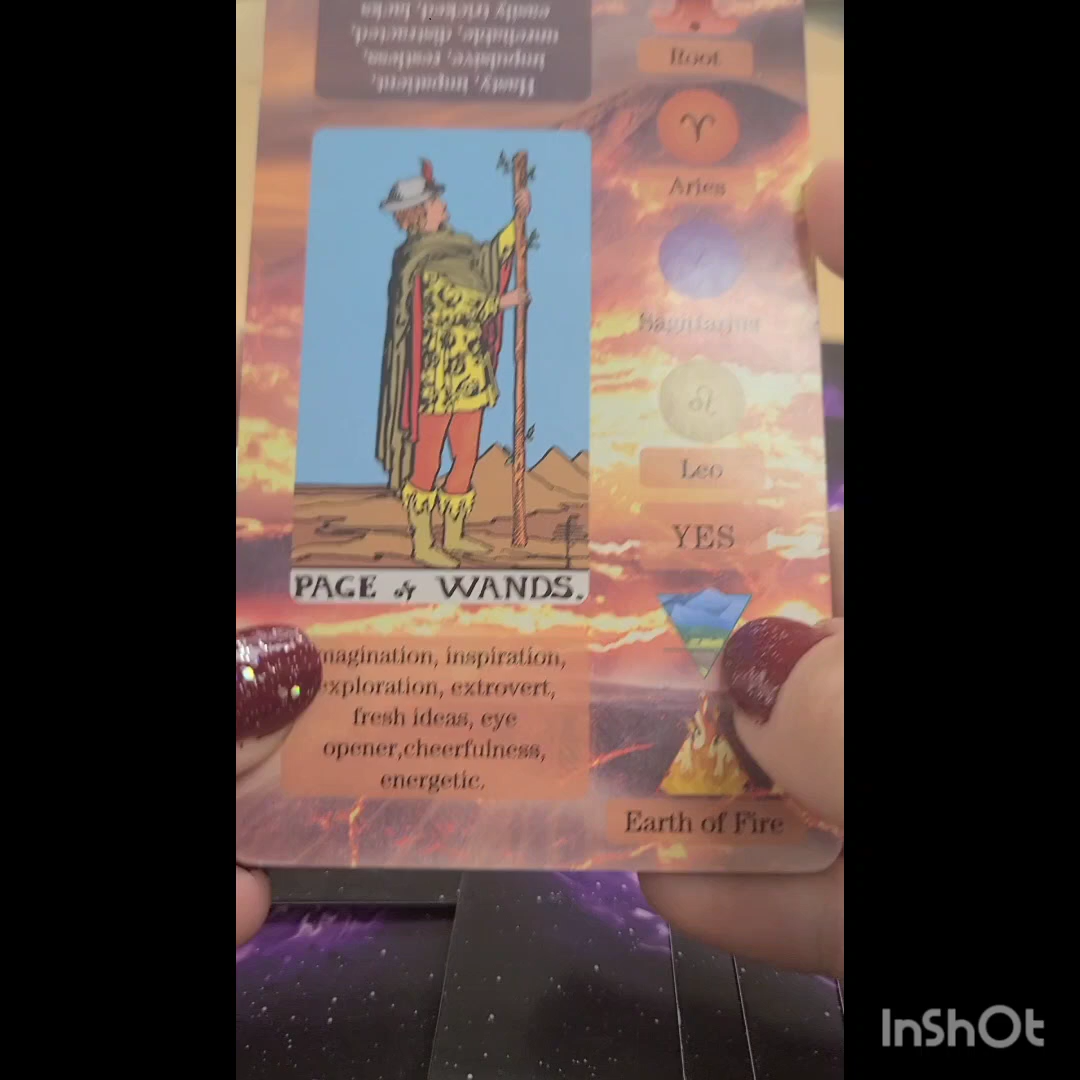 Hasty, impatient,
impulsive, restless,
unreliable, distracted,
easily tricked, lacks
Root
Aries
Sagittarius
Leo
YES
PAGE of WANDS.
magination, inspiration,
exploration, extrovert,
fresh ideas, eye
opener,cheerfulness,
energetic.
Earth of Fire
InShOt